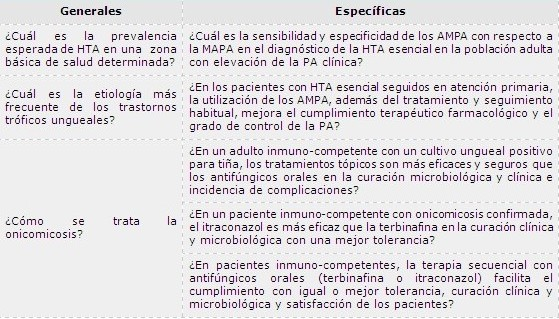 Generales
Específicas
¿Cuál es la prevalencia
esperada de HTA en una zona
básica de salud determinada?
¿Cuál es la sensibilidad y especificidad de los AMPA con respecto a
la MAPA en el diagnóstico de la HTA esencial en la población adulta
con elevación de la PA clínica?
¿Cuál es la etiología más
frecuente de los trastornos
tróficos ungueales?
¿En los pacientes con HTA esencial seguidos en atención primaria,
la utilización de los AMPA, además del tratamiento y seguimiento
habitual, mejora el cumplimiento terapéutico farmacológico y el
grado de control de la PA?
¿Cómo se trata la
onicomicosis?
¿En un adulto inmuno-competente con un cultivo ungueal positivo
para tiña, los tratamientos tópicos son más eficaces y seguros que
los antifúngicos orales en la curación microbiológica y clínica e
incidencia de complicaciones?
¿En un paciente inmuno-competente con onicomicosis confirmada,
el itraconazol es más eficaz que la terbinafina en la curación clínica
y microbiológica con una mejor tolerancia?
¿En pacientes inmuno-competentes, la terapia secuencial con
antifúngicos orales (terbinafina o itraconazol) facilita el
cumplimiento con igual o mejor tolerancia, curación clínica y
microbiológica y satisfacción de los pacientes?